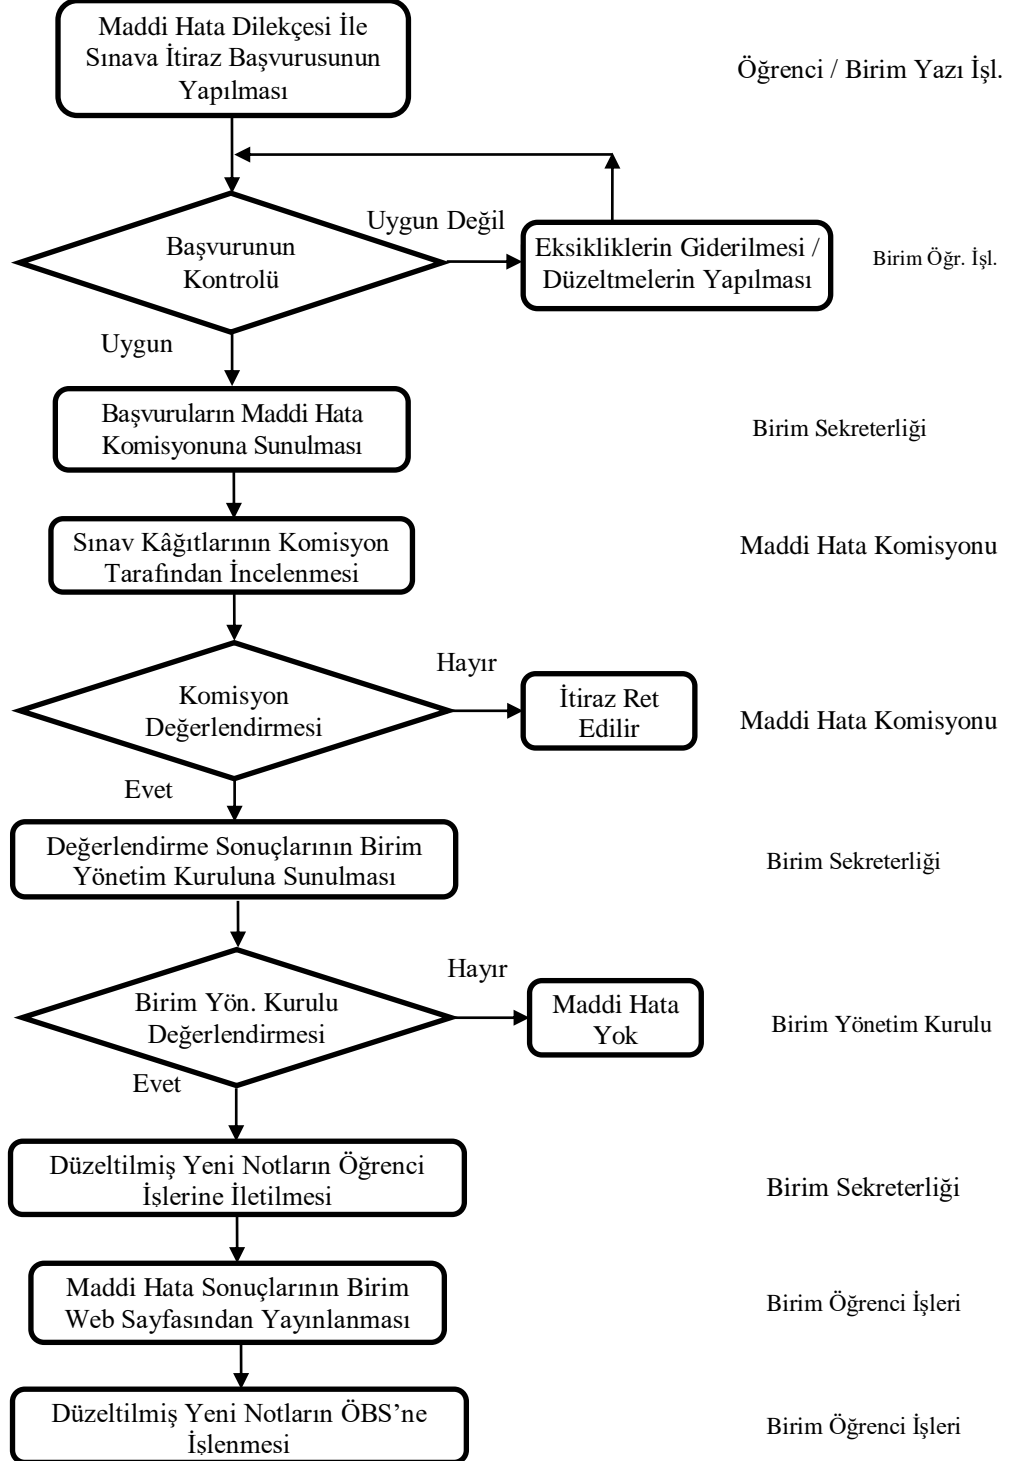 Maddi Hata Dilekçesi İle
Sınava İtiraz Başvurusunun
Yapılması
Öğrenci / Birim Yazı İşl.
Uygun Değil
Başvurunun
Kontrolü
Eksikliklerin Giderilmesi /
Düzeltmelerin Yapılması
Birim Öğr. İşl.
Uygun
Başvuruların Maddi Hata
Komisyonuna Sunulması
Birim Sekreterliği
Sınav Kâğıtlarının Komisyon
Tarafından İncelenmesi
Maddi Hata Komisyonu
Hayır
Komisyon
Değerlendirmesi
İtiraz Ret
Edilir
Maddi Hata Komisyonu
Evet
Değerlendirme Sonuçlarının Birim
Yönetim Kuruluna Sunulması
Birim Sekreterliği
Hayır
Birim Yön. Kurulu
Değerlendirmesi
Maddi Hata
Yok
Birim Yönetim Kurulu
Evet
Düzeltilmiş Yeni Notların Öğrenci
İşlerine İletilmesi
Birim Sekreterliği
Maddi Hata Sonuçlarının Birim
Web Sayfasından Yayınlanması
Birim Öğrenci İşleri
Düzeltilmiş Yeni Notların ÖBS’ne
İşlenmesi
Birim Öğrenci İşleri